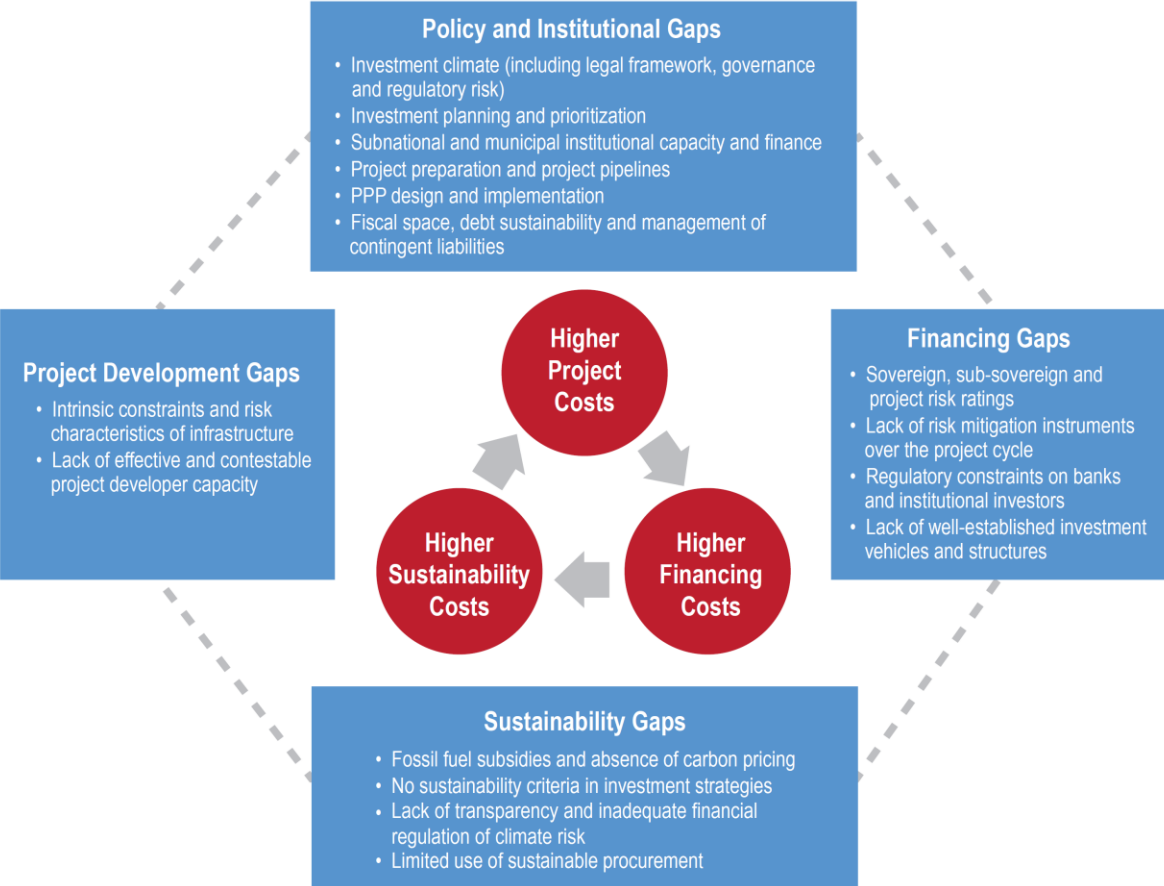 Policy and Institutional Gaps
• Investment climate (including legal framework, governance
and regulatory risk)
• Investment planning and prioritization
• Subnational and municipal institutional capacity and finance
• Project preparation and project pipelines
• PPP design and implementation
• Fiscal space, debt sustainability and management of
contingent liabilities
Project Development Gaps
• Intrinsic constraints and risk
characteristics of infrastructure
• Lack of effective and contestable
project developer capacity
Higher
Project
Costs
Higher
Sustainability
Costs
Higher
Financing
Costs
Financing Gaps
• Sovereign, sub-sovereign and
project risk ratings
• Lack of risk mitigation instruments
over the project cycle
• Regulatory constraints on banks
and institutional investors
• Lack of well-established investment
vehicles and structures
Sustainability Gaps
• Fossil fuel subsidies and absence of carbon pricing
• No sustainability criteria in investment strategies
• Lack of transparency and inadequate financial
regulation of climate risk
• Limited use of sustainable procurement